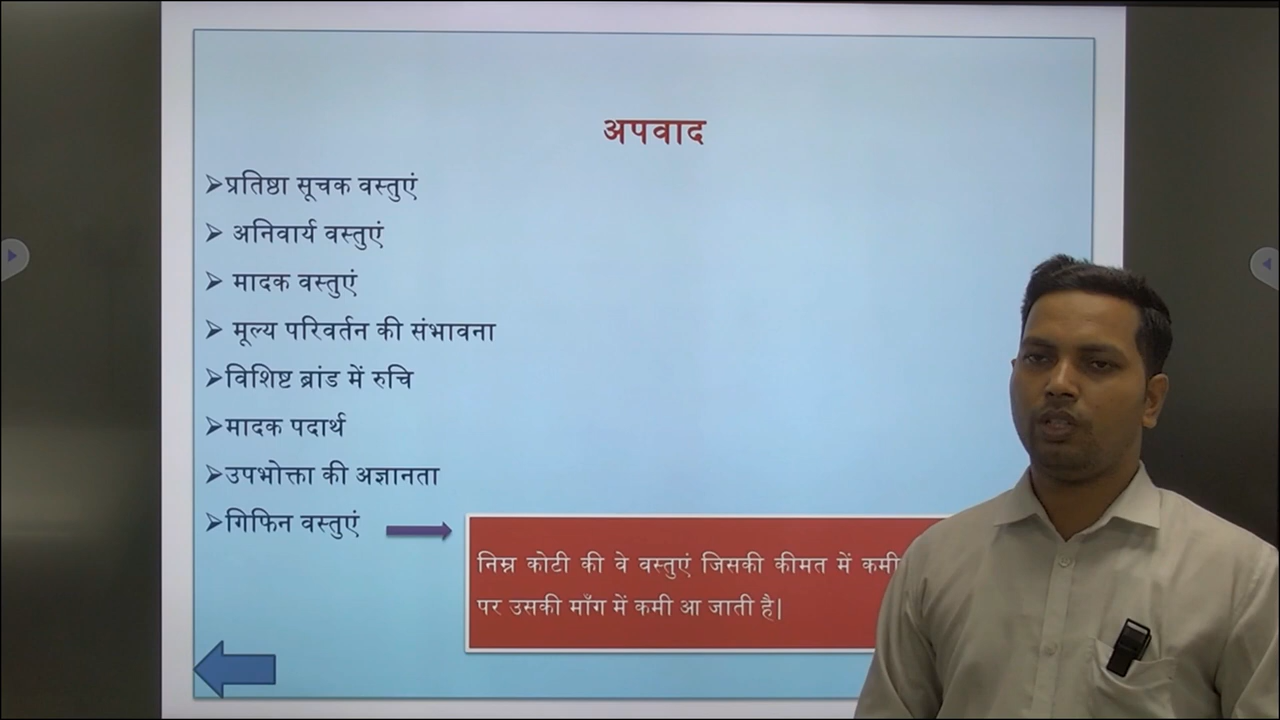 अपवाद
प्रतिष्ठा सूचक वस्तुएं
अनिवार्य वस्तुएं
मादक वस्तुएं
मूल्य परिवर्तन की संभावना
विशिष्ट ब्रांड में रुचि
मादक पदार्थ
उपभोक्ता की अज्ञानता
गिफिन वस्तुएं
निम्न कोटी की वे वस्तुएं जिसकी कीमत में कमी
पर उसकी माँग में कमी आ जाती है|